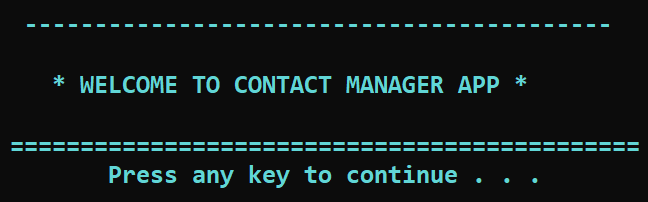 ------------------------------------------
* WELCOME TO CONTACT MANAGER APP *
=============================================
Press any key to continue . . .